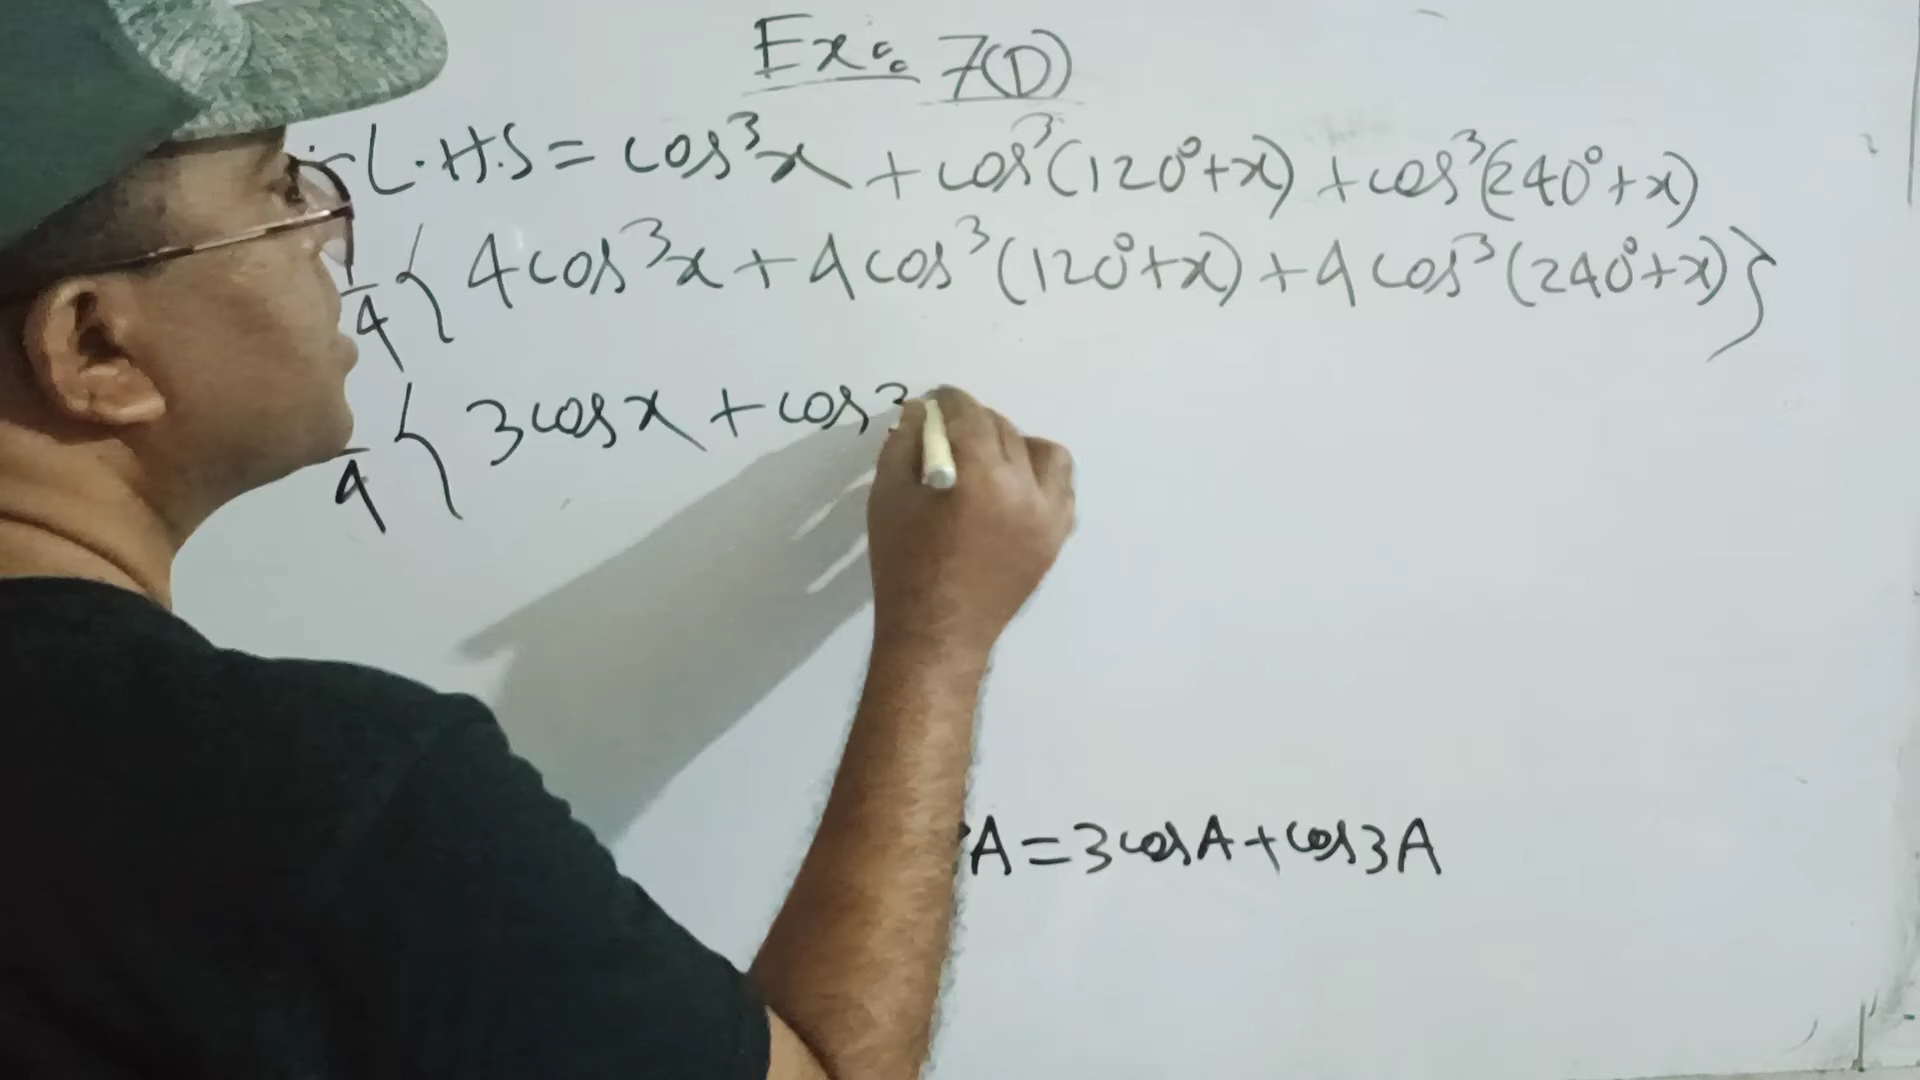 Ex: 7(D)
L.H.S = cos³x + cos³(120°+x) + cos³(240°+x)
1/4 { 4cos³x + 4cos³(120°+x) + 4cos³(240°+x) }
1/4 { 3cosx + cos3
A = 3cosA + cos3A